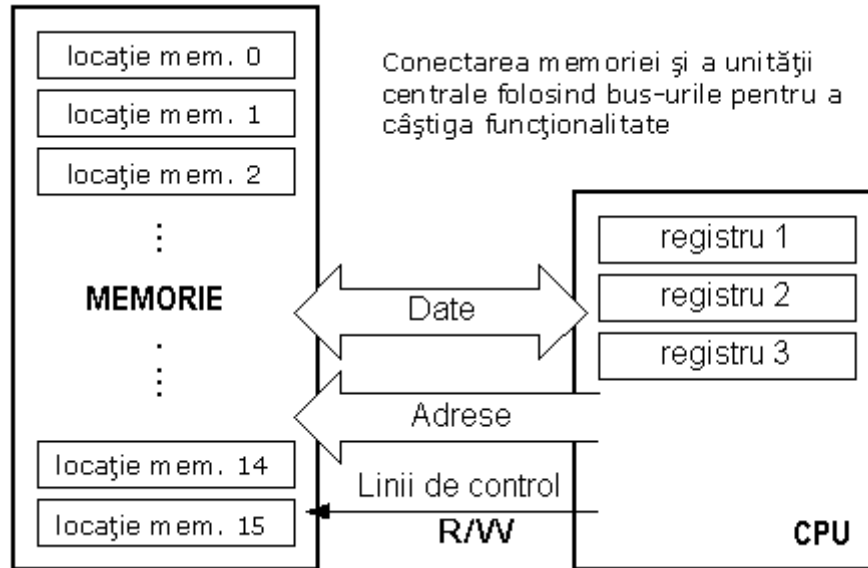 locaţie mem. 0
locaţie mem. 1
locaţie mem. 2
MEMORIE
locaţie mem. 14
locaţie mem. 15
Conectarea memoriei şi a unităţii
centrale folosind bus-urile pentru a
câştiga funcţionalitate
Date
Adrese
Linii de control
R/W
registru 1
registru 2
registru 3
CPU